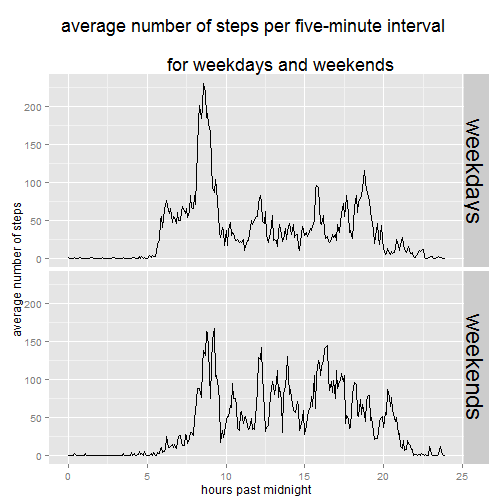 average number of steps per five-minute interval
for weekdays and weekends
average number of steps
200
150
100
50
0
weekdays
200
150
100
50
0
weekends
0
5
10
15
20
25
hours past midnight